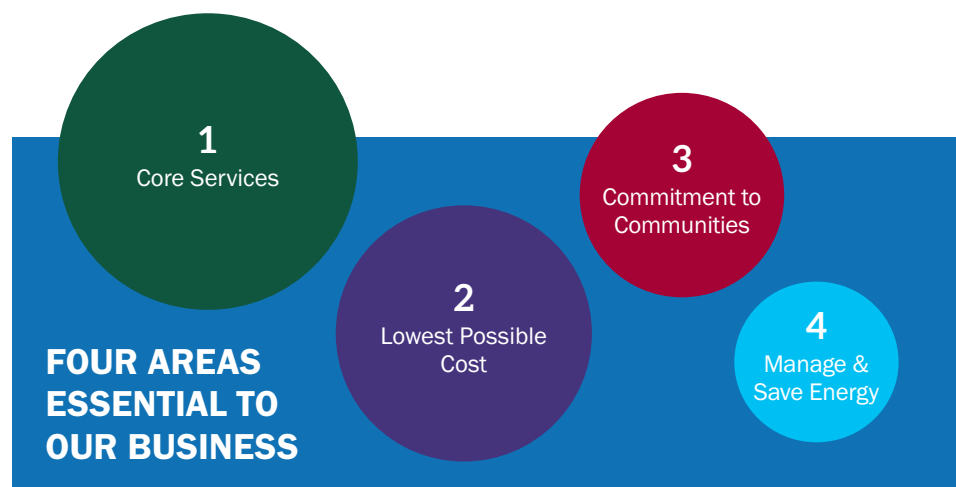 1
Core Services
2
Lowest Possible
Cost
3
Commitment to
Communities
4
Manage &
Save Energy
FOUR AREAS
ESSENTIAL TO
OUR BUSINESS